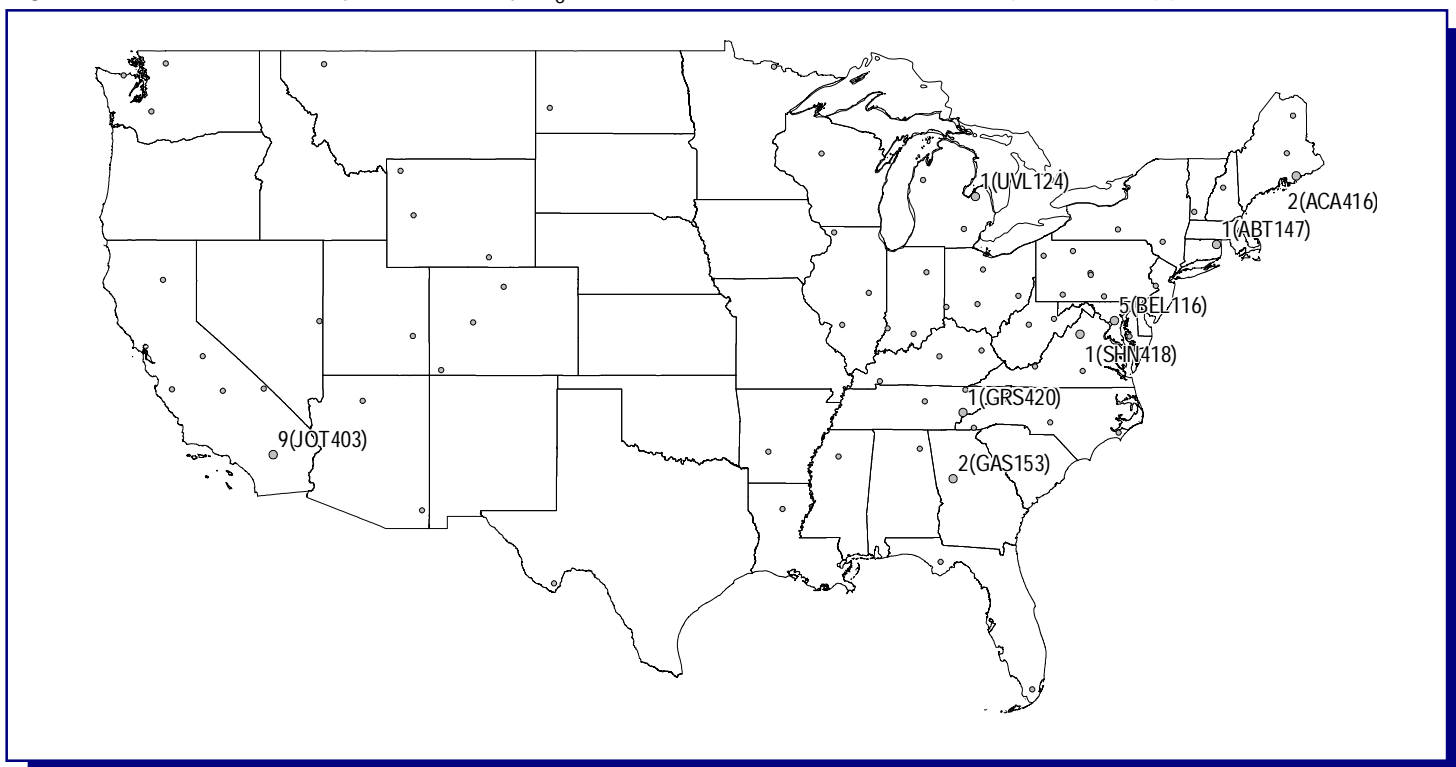 1(UVL124)
2(ACA416)
1(ABT147)
5(BEL116)
1(SHN418)
1(GRS420)
9(JOT403)
2(GAS153)